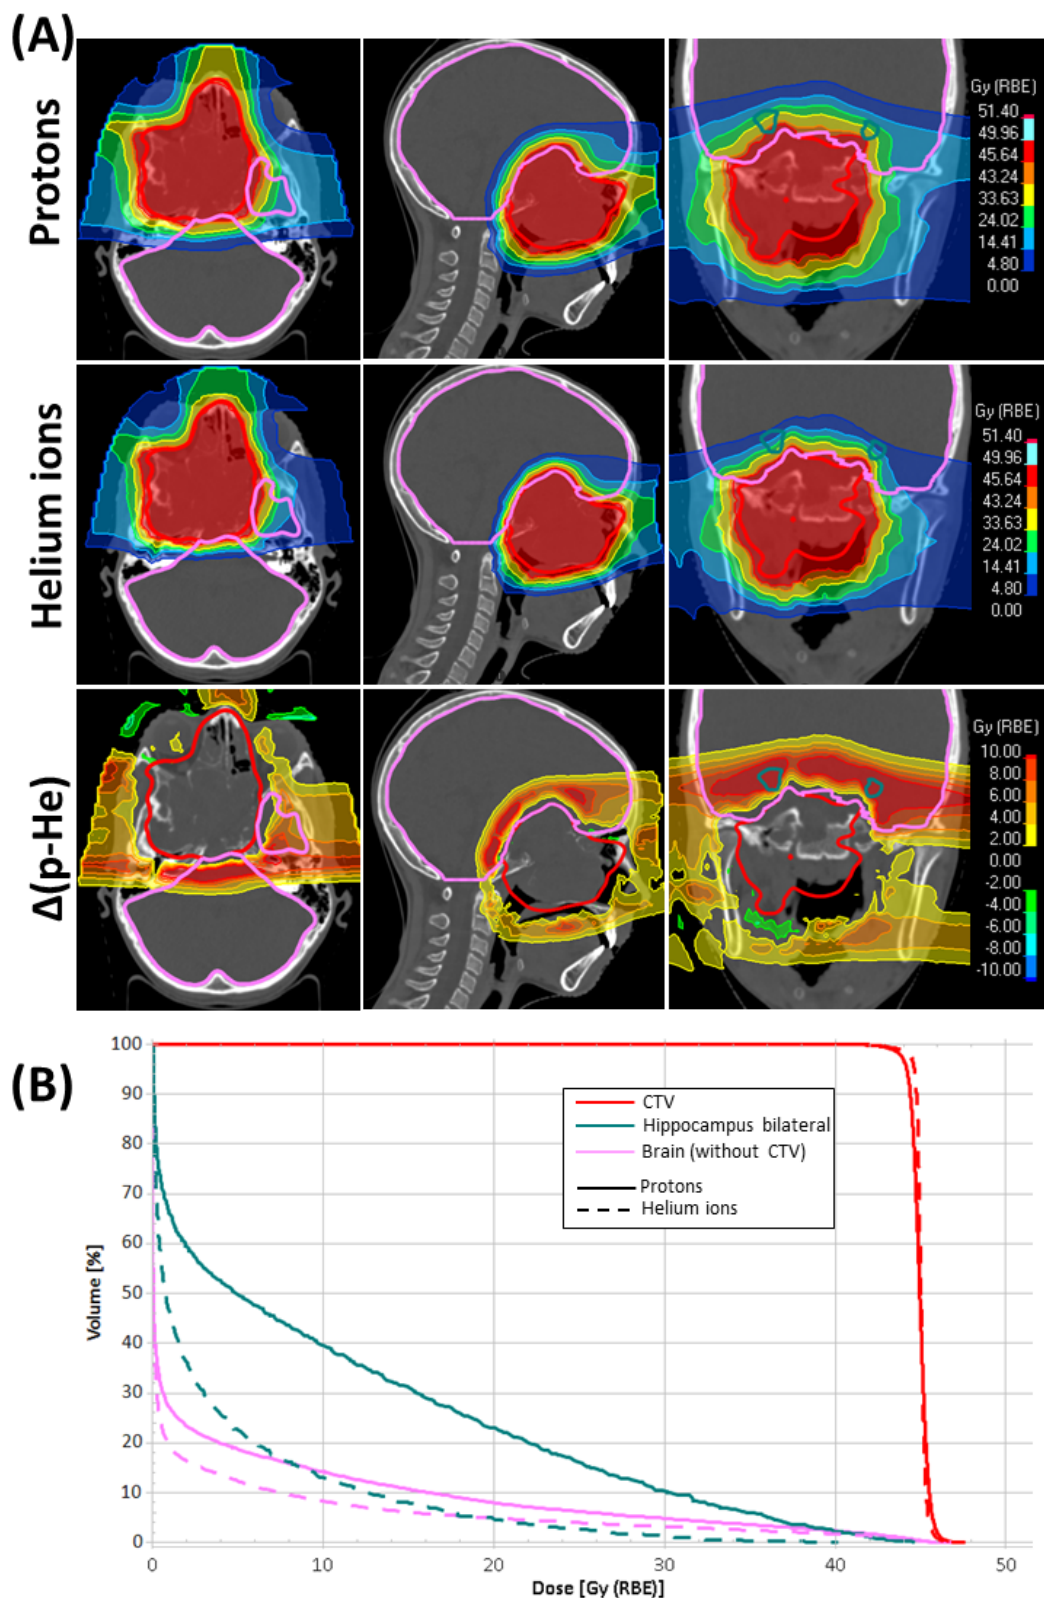 (A)
Protons
Gy (RBE)
51.40
49.96
45.64
43.24
33.63
24.02
14.41
4.80
0.00
Helium ions
Gy (RBE)
51.40
49.96
45.64
43.24
33.63
24.02
14.41
4.80
0.00
Δ(p-He)
Gy (RBE)
10.00
8.00
6.00
4.00
2.00
0.00
-2.00
-4.00
-6.00
-8.00
-10.00
(B)
CTV
Hippocampus bilateral
Brain (without CTV)
Protons
Helium ions
Volume [%]
100
90
80
70
60
50
40
30
20
10
0
0 10 20 30 40 50
Dose [Gy (RBE)]